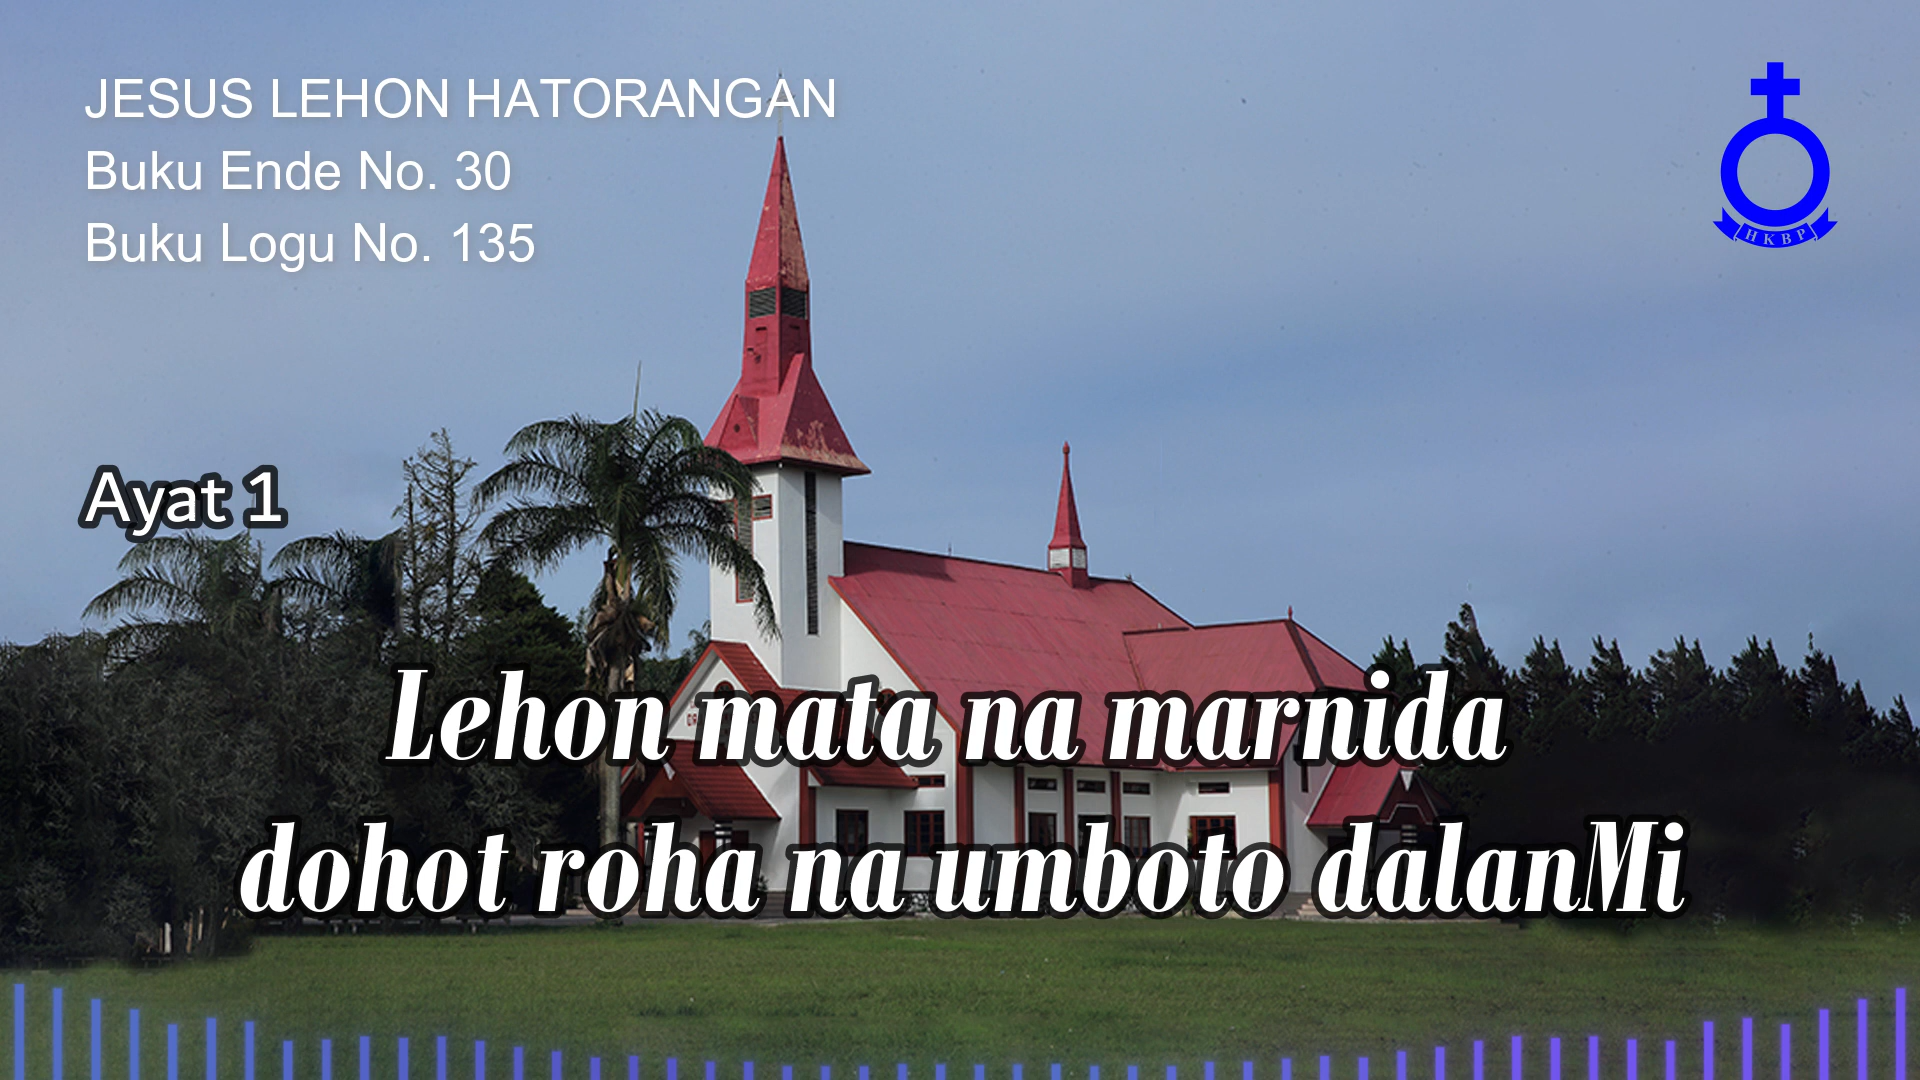 JESUS LEHON HATORANGAN
Buku Ende No. 30
Buku Logu No. 135
HKBP
Ayat 1
Lehon mata na marnida
dohot roha na umboto dalanMi